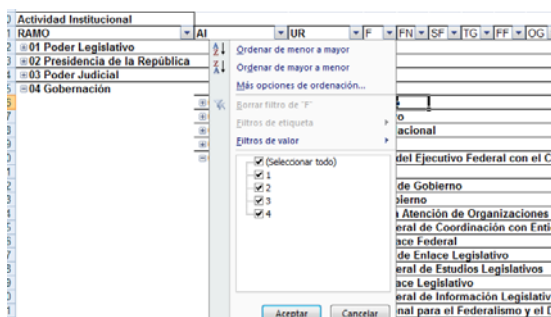 Actividad Institucional
RAMO AI UR F FN SF TG FF OG
01 Poder Legislativo
02 Presidencia de la República
03 Poder Judicial
04 Gobernación
Ordenar de menor a mayor
Ordenar de mayor a menor
Más opciones de ordenación...
Borrar filtro de "F"
Filtros de etiqueta
Filtros de valor
(Seleccionar todo)
1
2
3
4
Aceptar Cancelar
acional
del Ejecutivo Federal con el C
de Gobierno
bierno
Atención de Organizaciones
eral de Coordinación con Enti
ace Federal
de Enlace Legislativo
eral de Estudios Legislativos
ace Legislativo
eral de Información Legislativ
nal para el Federalismo y el D